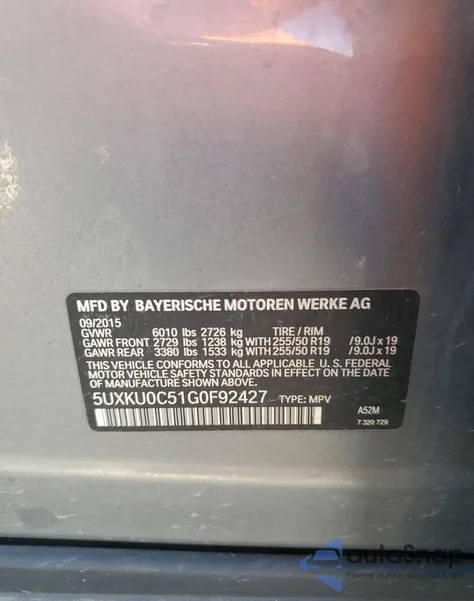 MFD BY BAYERISCHE MOTOREN WERKE AG
09/2015
GVWR 6010 lbs 2726 kg TIRE / RIM
GAWR FRONT 2729 lbs 1238 kg WITH 255/50 R19 /9.0J x 19
GAWR REAR 3380 lbs 1533 kg WITH 255/50 R19 /9.0J x 19
THIS VEHICLE CONFORMS TO ALL APPLICABLE U. S. FEDERAL
MOTOR VEHICLE SAFETY STANDARDS IN EFFECT ON THE
DATE OF MANUFACTURE SHOWN ABOVE.
5UXKU0C51G0F92427 TYPE: MPV A52M
7 320 729
autoSnap
Pewne auto z